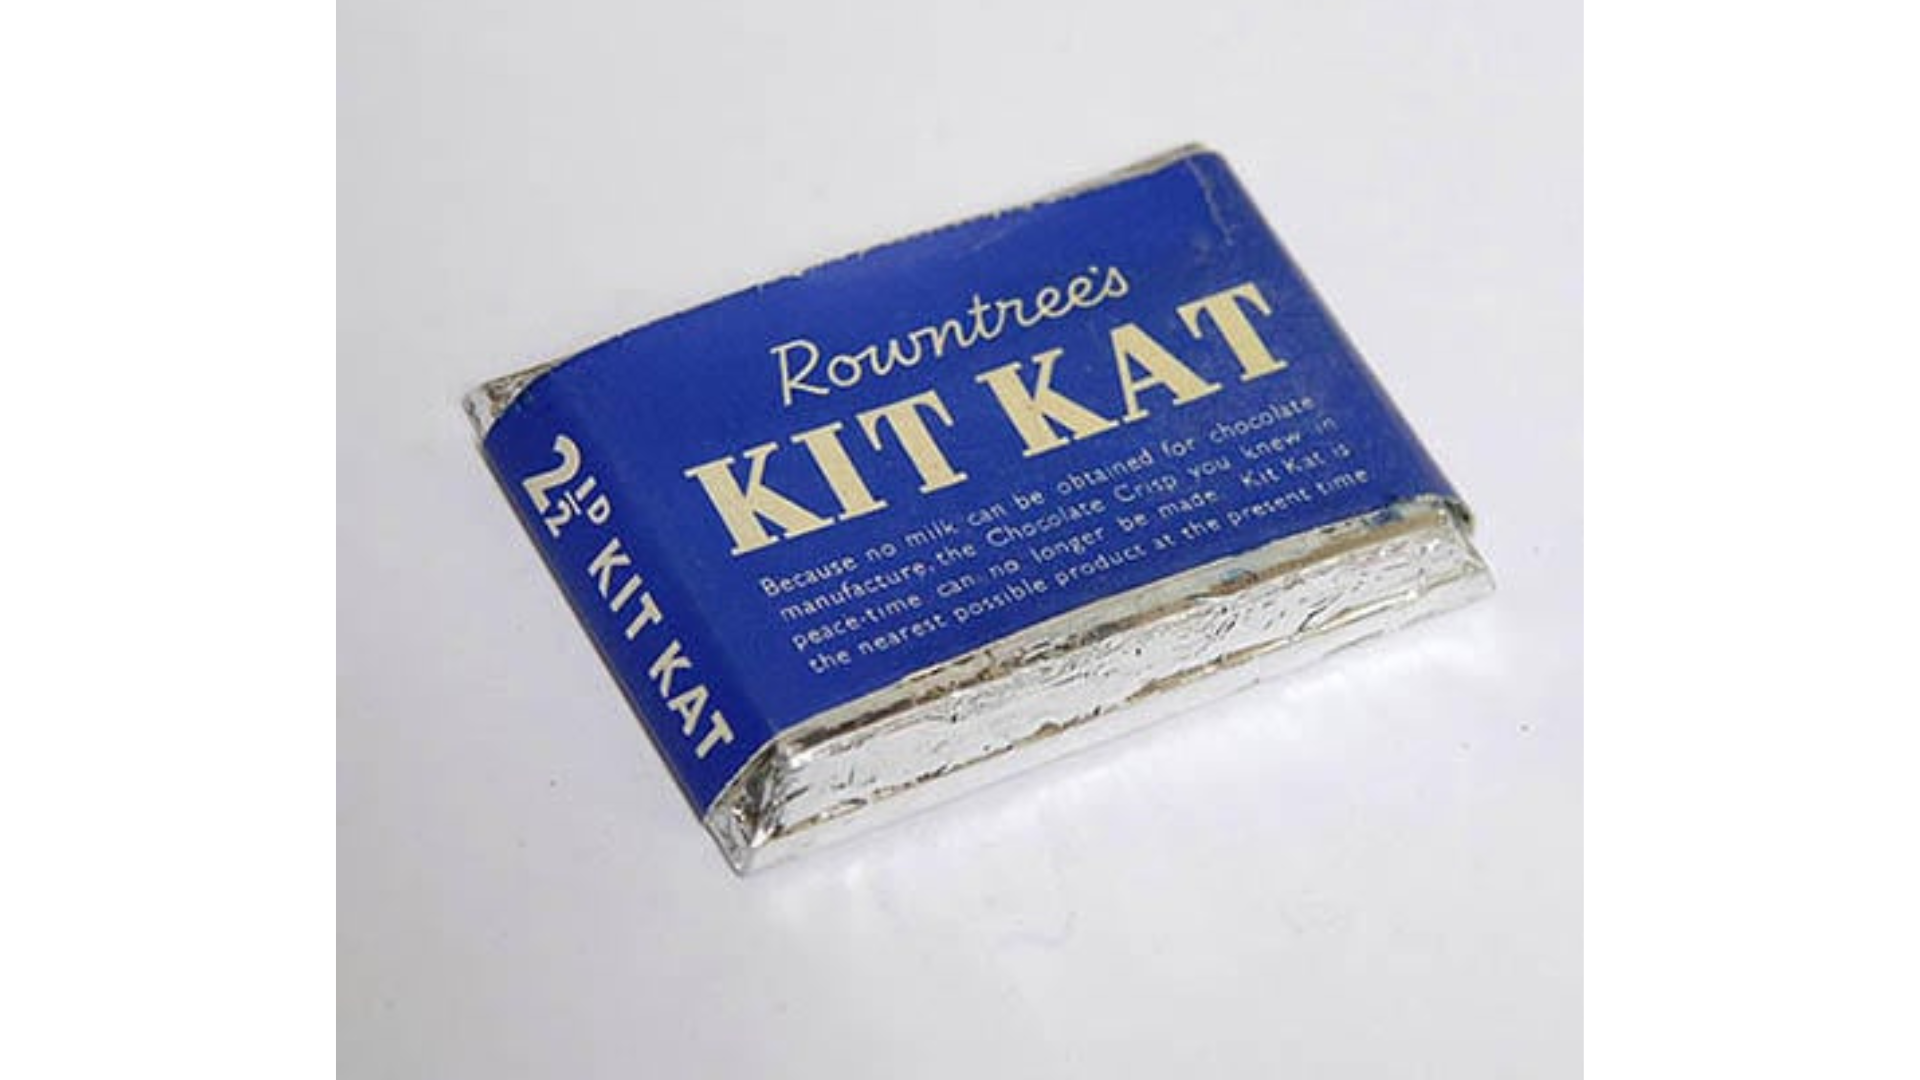 Rowntree's
KIT KAT
Because no milk can be obtained for chocolate
manufacture, the Chocolate Crisp you knew in
peace-time can no longer be made. Kit Kat is
the nearest possible product at the present time
2½D KIT KAT